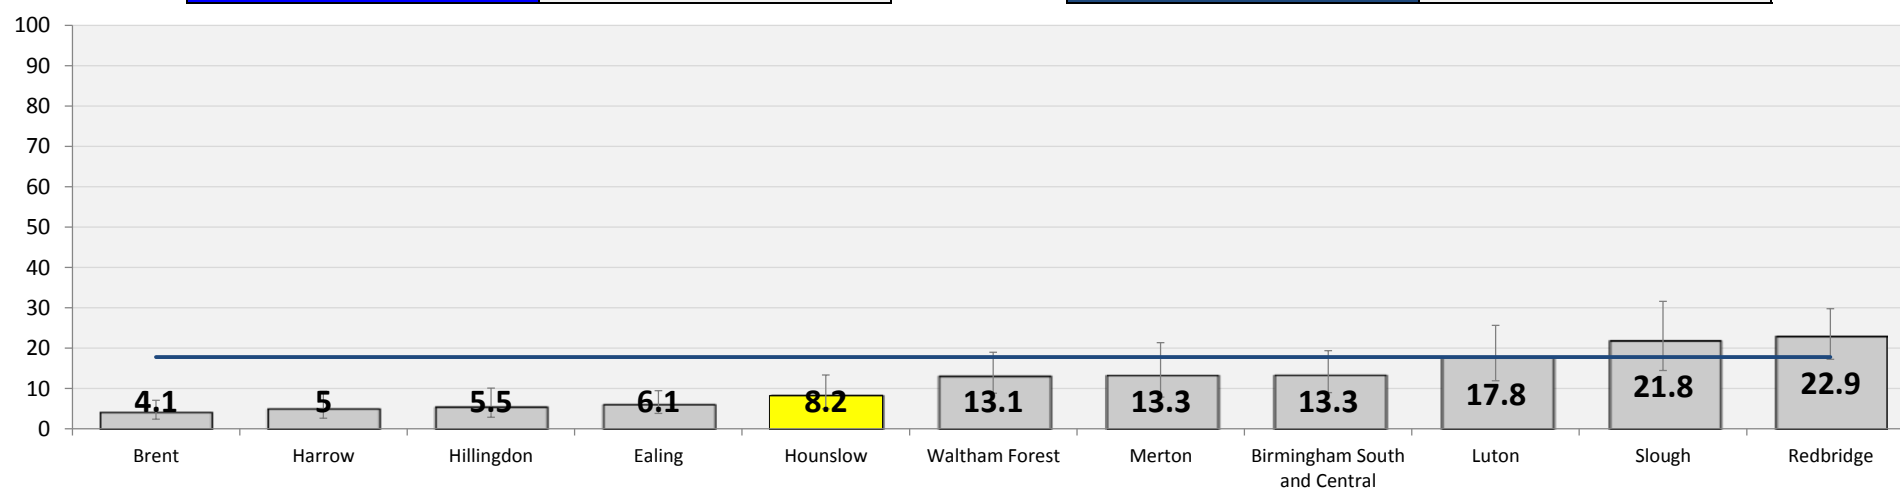 100
90
80
70
60
50
40
30
20
10
0
4.1
5
5.5
6.1
8.2
13.1
13.3
13.3
17.8
21.8
22.9
Brent
Harrow
Hillingdon
Ealing
Hounslow
Waltham Forest
Merton
Birmingham South
and Central
Luton
Slough
Redbridge